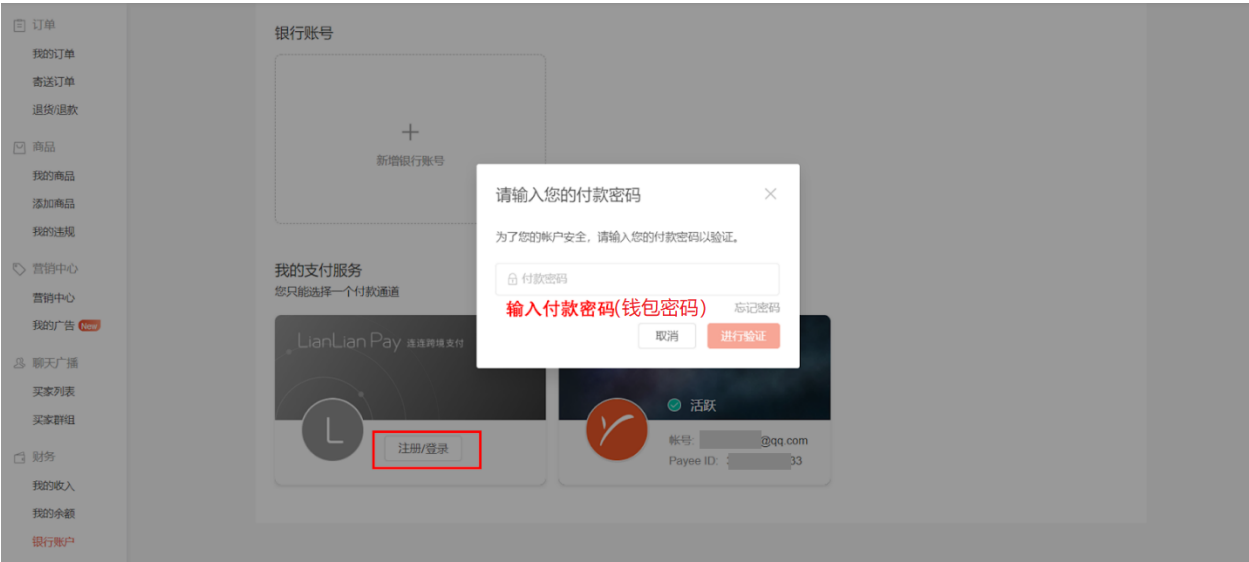 订单
我的订单
寄送订单
退货/退款
商品
我的商品
添加商品
我的违规
营销中心
营销中心
我的广告 New
聊天广播
买家列表
买家群组
财务
我的收入
我的余额
银行账户
银行账号
新增银行账号
我的支付服务
您只能选择一个付款通道
LianLian Pay 连连跨境支付
L
注册/登录
请输入您的付款密码
为了您的帐户安全，请输入您的付款密码以验证。
付款密码
输入付款密码(钱包密码)
忘记密码
取消
进行验证
活跃
帐号: @qq.com
Payee ID: 33